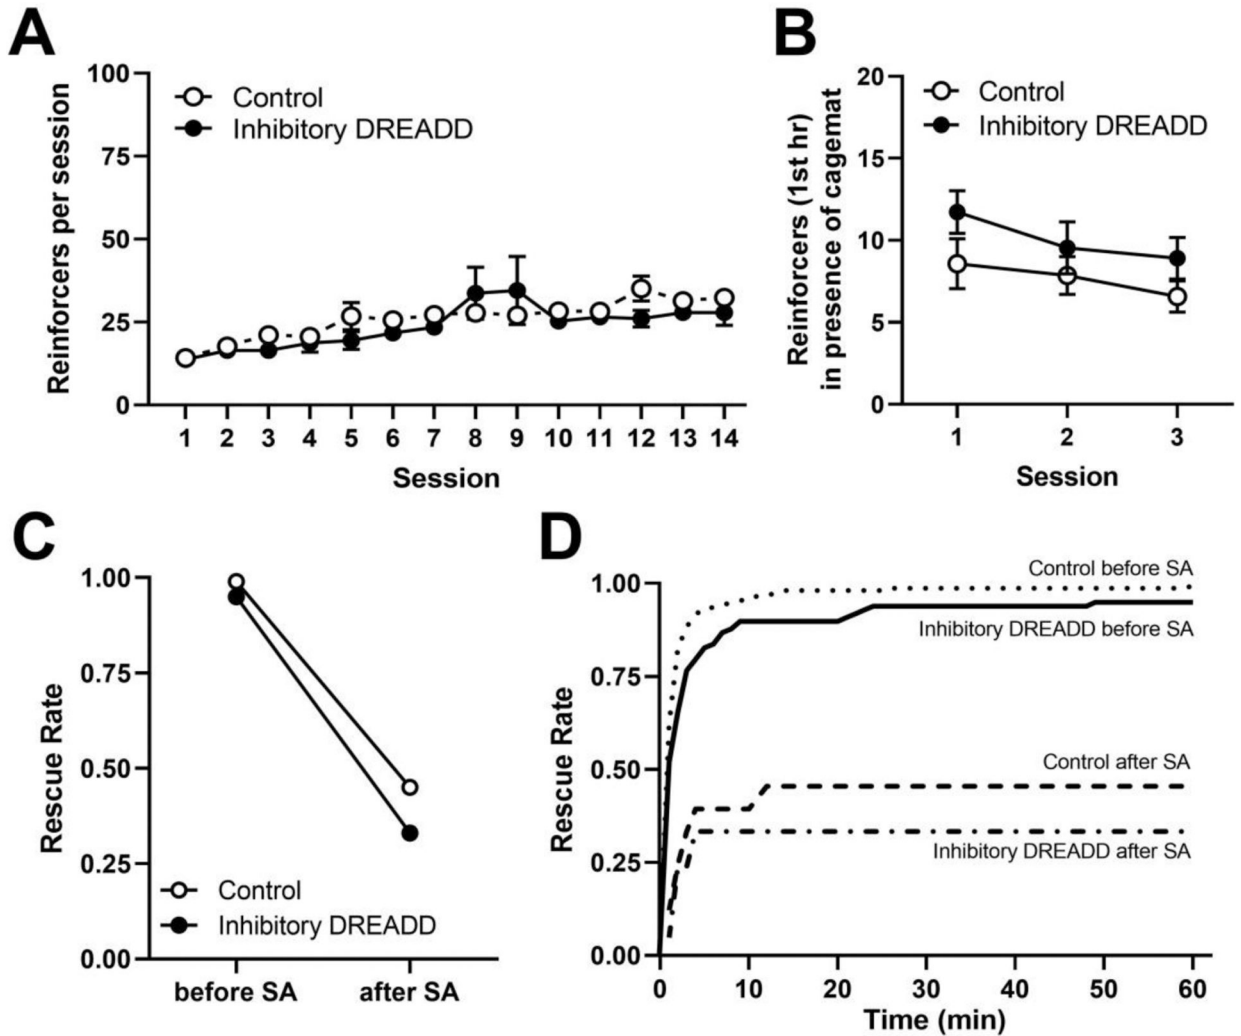 A
Reinforcers per session
100
75
50
25
0
Control
Inhibitory DREADD
1 2 3 4 5 6 7 8 9 10 11 12 13 14
Session
B
Reinforcers (1st hr)
in presence of cagemat
20
15
10
5
0
Control
Inhibitory DREADD
1 2 3
Session
C
Rescue Rate
1.00
0.75
0.50
0.25
0.00
Control
Inhibitory DREADD
before SA after SA
D
Rescue Rate
1.00
0.75
0.50
0.25
0.00
Control before SA
Inhibitory DREADD before SA
Control after SA
Inhibitory DREADD after SA
0 10 20 30 40 50 60
Time (min)